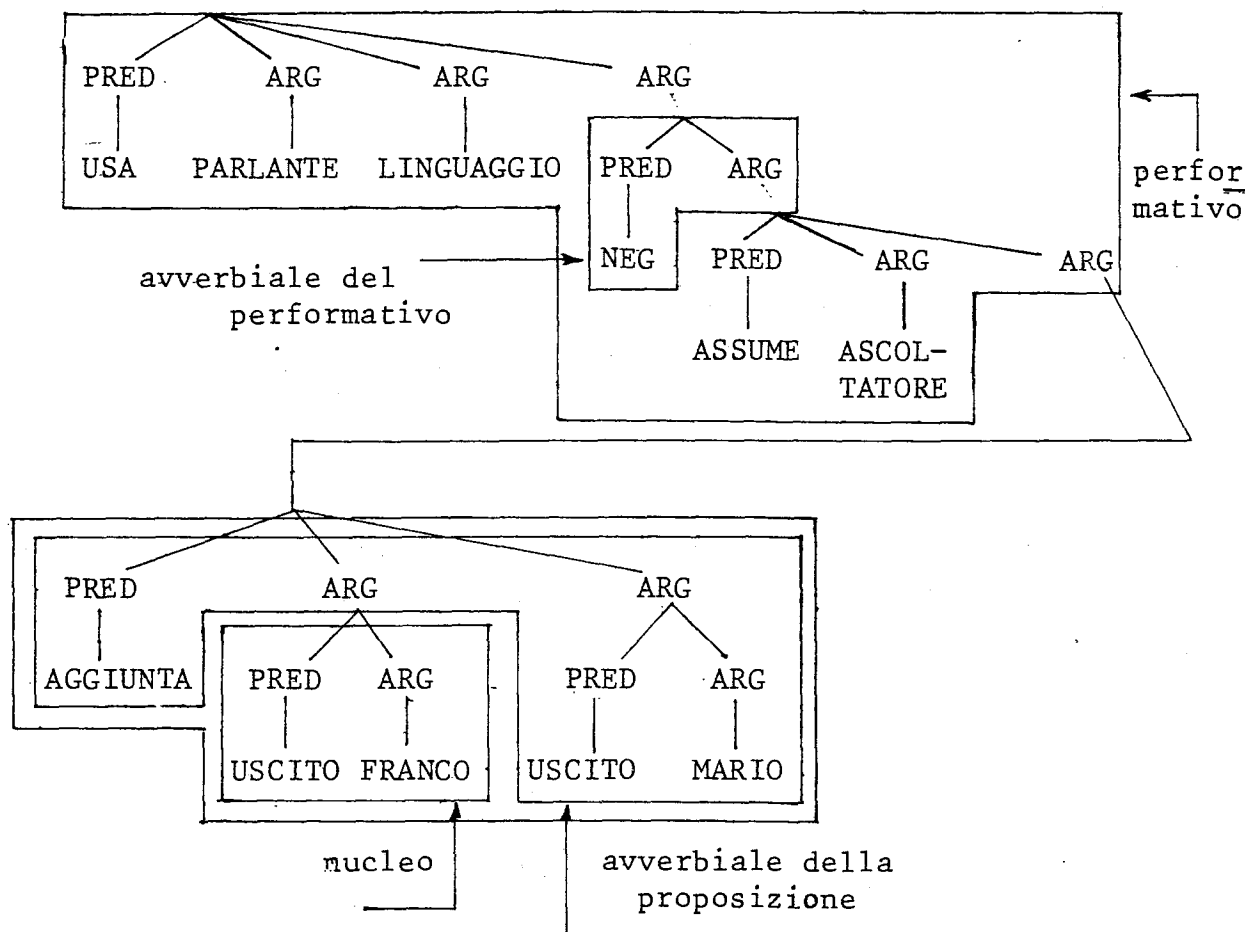 PRED ARG ARG ARG
USA PARLANTE LINGUAGGIO PRED ARG
perfor
mativo
NEG PRED ARG ARG
avverbiale del
performativo
ASSUME ASCOL-
TATORE
PRED ARG ARG
AGGIUNTA PRED ARG PRED ARG
USCITO FRANCO USCITO MARIO
nucleo avverbiale della
proposizione